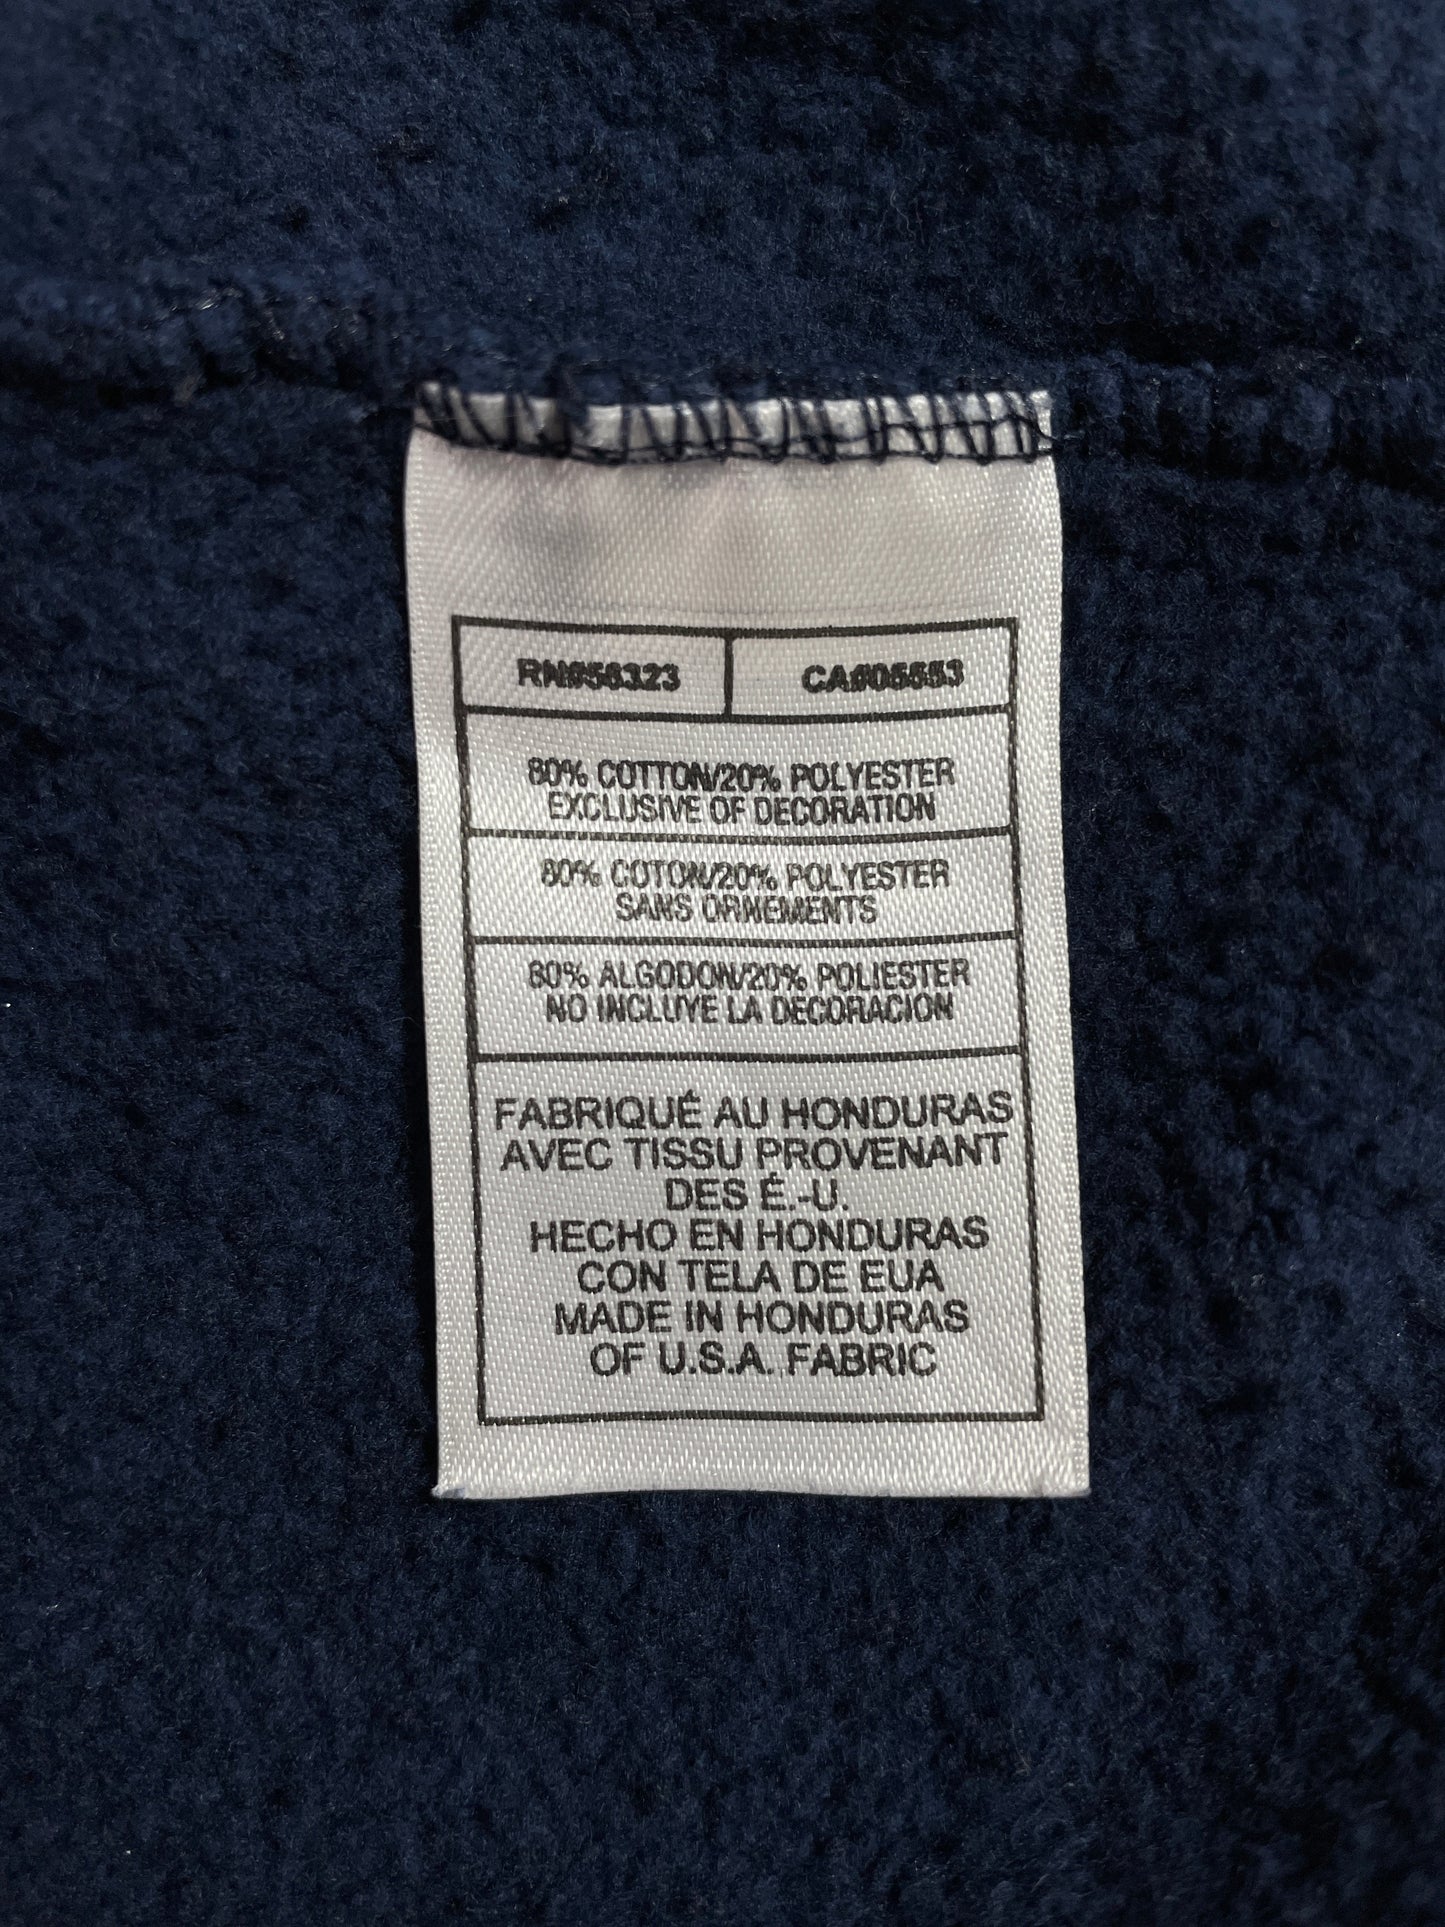 RN#56323 CA#05553
80% COTTON/20% POLYESTER
EXCLUSIVE OF DECORATION
80% COTON/20% POLYESTER
SANS ORNEMENTS
80% ALGODON/20% POLIESTER
NO INCLUYE LA DECORACION
FABRIQUÉ AU HONDURAS
AVEC TISSU PROVENANT
DES É.-U.
HECHO EN HONDURAS
CON TELA DE EUA
MADE IN HONDURAS
OF U.S.A. FABRIC